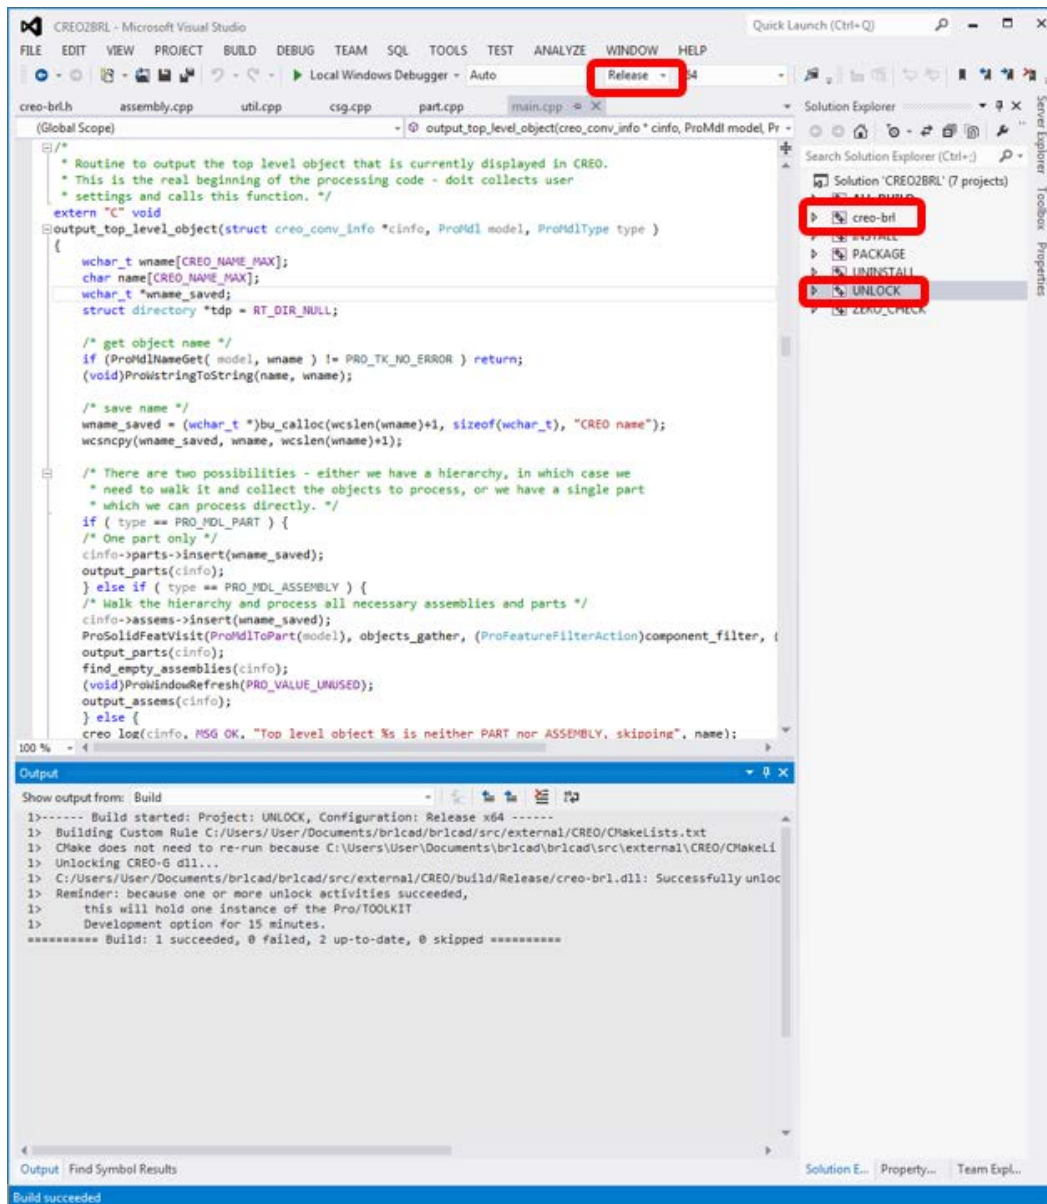 CREO2BRL - Microsoft Visual Studio
Quick Launch (Ctrl+Q)
FILE EDIT VIEW PROJECT BUILD DEBUG TEAM SQL TOOLS TEST ANALYZE WINDOW HELP
Local Windows Debugger Auto Release
creo-brl.h assembly.cpp util.cpp csg.cpp part.cpp main.cpp
(Global Scope) output_top_level_object(creo_conv_info * cinfo, ProMdl model, Pr
/*
* Routine to output the top level object that is currently displayed in CREO.
* This is the real beginning of the processing code - doit collects user
* settings and calls this function. */
extern "C" void
output_top_level_object(struct creo_conv_info *cinfo, ProMdl model, ProMdlType type )
{
wchar_t wname[CREO_NAME_MAX];
char name[CREO_NAME_MAX];
wchar_t *wname_saved;
struct directory *tdp = RT_DIR_NULL;
/* get object name */
if (ProMdlNameGet( model, wname ) != PRO_TK_NO_ERROR ) return;
(void)ProWstringToString(name, wname);
/* save name */
wname_saved = (wchar_t *)bu_calloc(wcslen(wname)+1, sizeof(wchar_t), "CREO name");
wcsncpy(wname_saved, wname, wcslen(wname)+1);
/* There are two possibilities - either we have a hierarchy, in which case we
* need to walk it and collect the objects to process, or we have a single part
* which we can process directly. */
if ( type == PRO_MDL_PART ) {
/* One part only */
cinfo->parts->insert(wname_saved);
output_parts(cinfo);
} else if ( type == PRO_MDL_ASSEMBLY ) {
/* Walk the hierarchy and process all necessary assemblies and parts */
cinfo->assems->insert(wname_saved);
ProSolidFeatVisit(ProMdlToPart(model), objects_gather, (ProFeatureFilterAction)component_filter, (
output_parts(cinfo);
find_empty_assemblies(cinfo);
(void)ProWindowRefresh(PRO_VALUE_UNUSED);
output_assems(cinfo);
} else {
creo_log(cinfo, MSG_OK, "Top level object %s is neither PART nor ASSEMBLY, skipping", name);
100 %
Output
Show output from: Build
1>------ Build started: Project: UNLOCK, Configuration: Release x64 ------
1> Building Custom Rule C:/Users/User/Documents/brlcad/brlcad/src/external/CREO/CMakeLists.txt
1> CMake does not need to re-run because C:\Users\User\Documents\brlcad\brlcad\src\external\CREO/CMakeLi
1> Unlocking CREO-G dll...
1> C:/Users/User/Documents/brlcad/brlcad/src/external/CREO/build/Release/creo-brl.dll: Successfully unloc
1> Reminder: because one or more unlock activities succeeded,
1> this will hold one instance of the Pro/TOOLKIT
1> Development option for 15 minutes.
========== Build: 1 succeeded, 0 failed, 2 up-to-date, 0 skipped ==========
Output Find Symbol Results
Build succeeded
Solution Explorer
Search Solution Explorer (Ctrl+;)
Solution 'CREO2BRL' (7 projects)
creo-brl
INSTALL
PACKAGE
UNINSTALL
UNLOCK
ZERO_CHECK
Solution E... Property... Team Expl...
Server Explorer
Toolbox
Properties